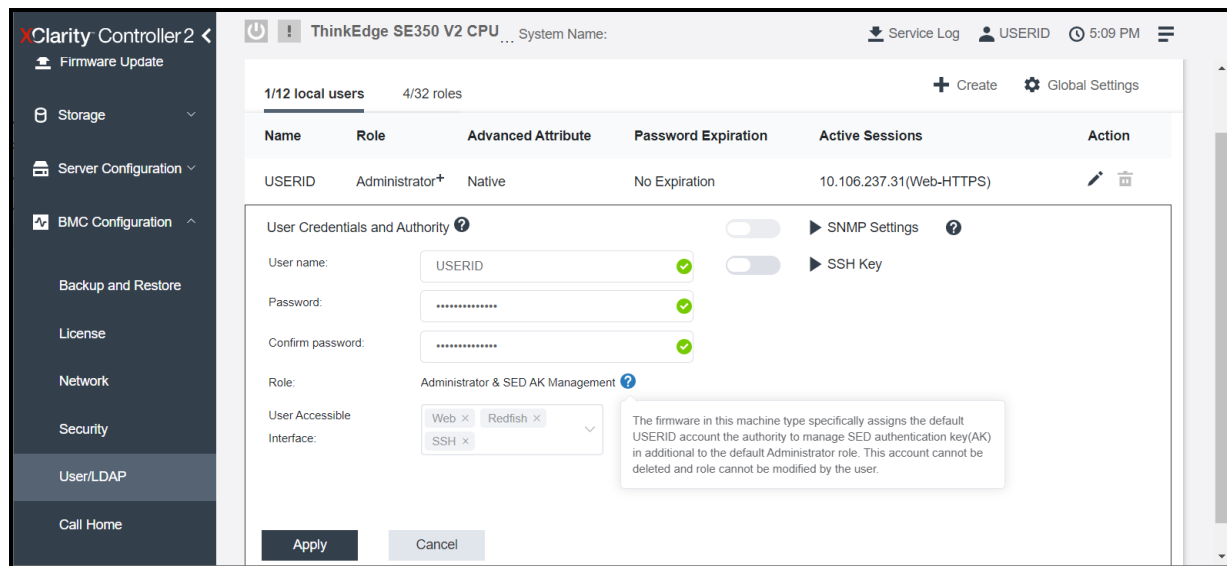 XClarity Controller 2
ThinkEdge SE350 V2 CPU ... System Name:
Service Log USERID 5:09 PM
Firmware Update
Storage
Server Configuration
BMC Configuration
Backup and Restore
License
Network
Security
User/LDAP
Call Home
1/12 local users 4/32 roles
Create Global Settings
Name Role Advanced Attribute Password Expiration Active Sessions Action
USERID Administrator+ Native No Expiration 10.106.237.31(Web-HTTPS)
User Credentials and Authority ?
SNMP Settings ?
User name: USERID
SSH Key
Password: ••••••••••••••
Confirm password: ••••••••••••••
Role: Administrator & SED AK Management ?
User Accessible
Interface:
Web × Redfish ×
SSH ×
The firmware in this machine type specifically assigns the default
USERID account the authority to manage SED authentication key(AK)
in additional to the default Administrator role. This account cannot be
deleted and role cannot be modified by the user.
Apply Cancel